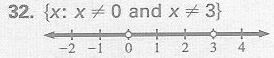 32. {x: x ≠ 0 and x ≠ 3}
-2 -1 0 1 2 3 4